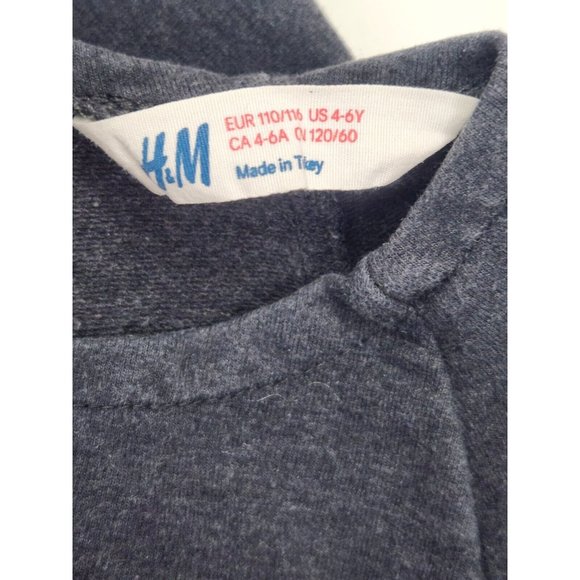 H&M
EUR 110/116 US 4-6Y
CA 4-6A 120/60
Made in